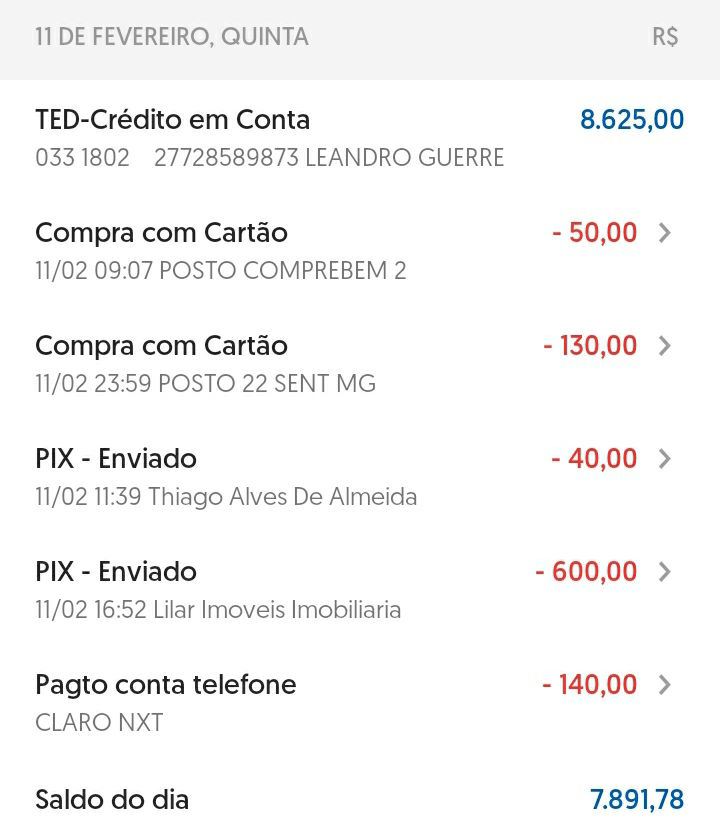 11 DE FEVEREIRO, QUINTA R$
TED-Crédito em Conta 8.625,00
033 1802 27728589873 LEANDRO GUERRE
Compra com Cartão - 50,00
11/02 09:07 POSTO COMPREBEM 2
Compra com Cartão - 130,00
11/02 23:59 POSTO 22 SENT MG
PIX - Enviado - 40,00
11/02 11:39 Thiago Alves De Almeida
PIX - Enviado - 600,00
11/02 16:52 Lilar Imoveis Imobiliaria
Pagto conta telefone - 140,00
CLARO NXT
Saldo do dia 7.891,78